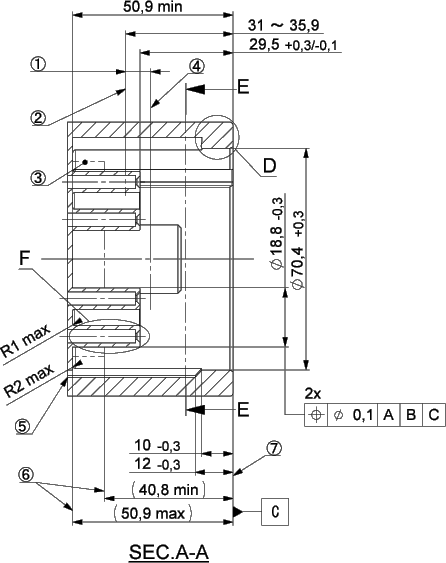 50,9 min
31 ～ 35,9
29,5 +0,3/-0,1
①
④
②
E
③
D
F
⌀18,8 -0,3
⌀70,4 +0,3
R1 max
R2 max
2x
⌖ ⌀ 0,1 A B C
E
⑤
10 -0,3
⑦
12 -0,3
⑥
(40,8 min)
(50,9 max)
C
SEC.A-A